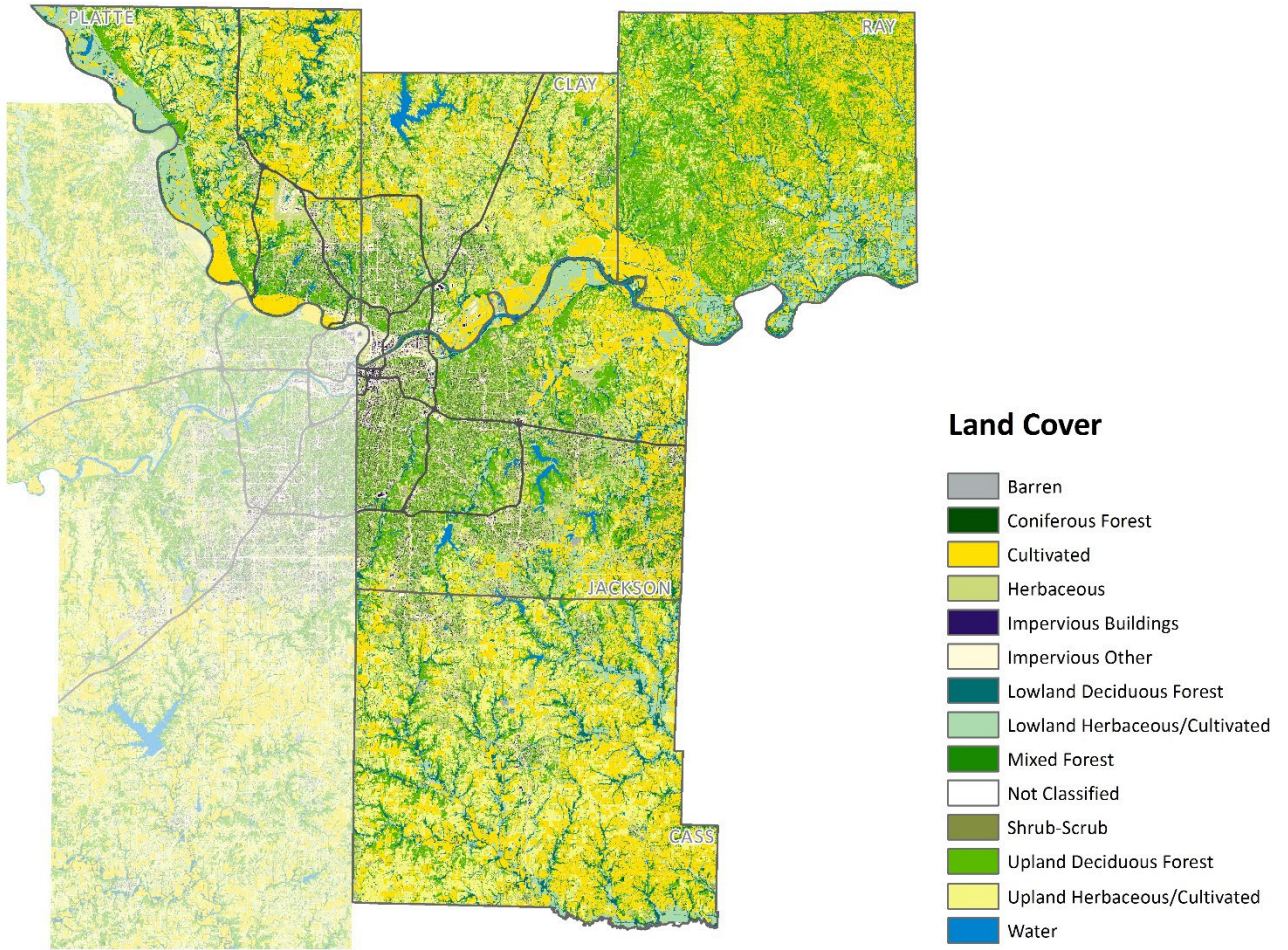 PLATTE
RAY
CLAY
JACKSON
CASS
Land Cover
Barren
Coniferous Forest
Cultivated
Herbaceous
Impervious Buildings
Impervious Other
Lowland Deciduous Forest
Lowland Herbaceous/Cultivated
Mixed Forest
Not Classified
Shrub-Scrub
Upland Deciduous Forest
Upland Herbaceous/Cultivated
Water